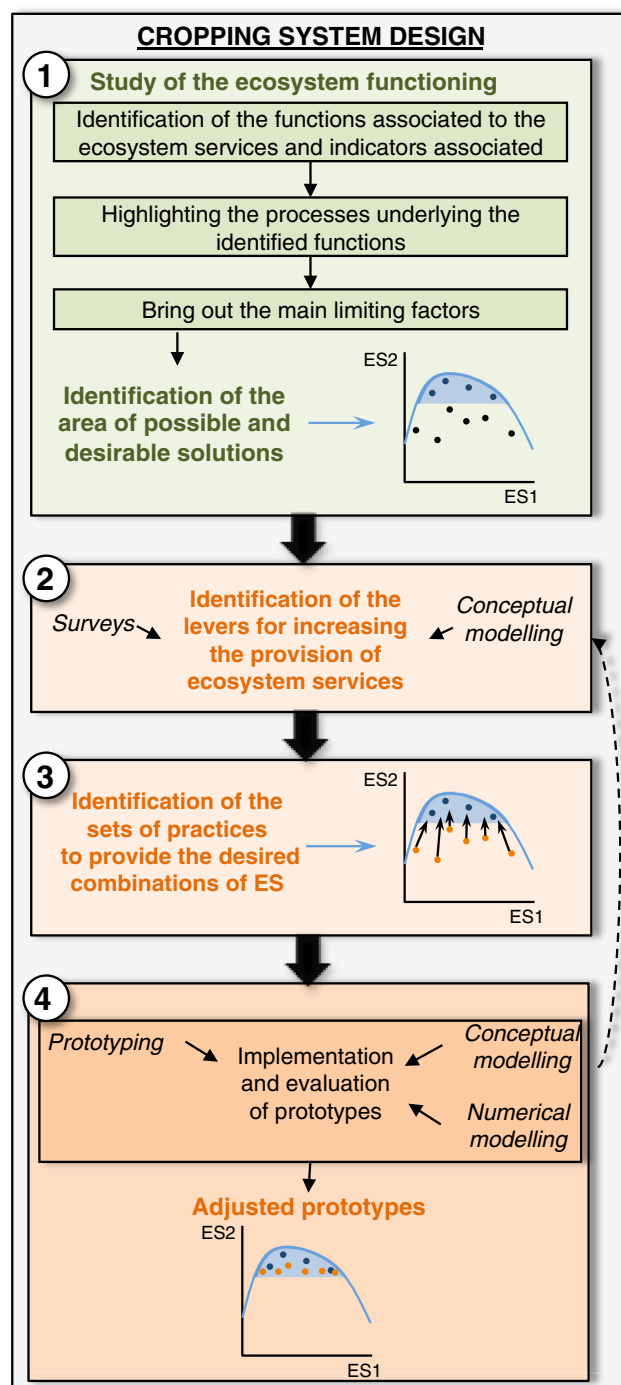 CROPPING SYSTEM DESIGN
1
Study of the ecosystem functioning
Identification of the functions associated to the
ecosystem services and indicators associated
Highlighting the processes underlying the
identified functions
Bring out the main limiting factors
Identification of the
area of possible and
desirable solutions
ES2
ES1
2
Surveys
Identification of the
levers for increasing
the provision of
ecosystem services
Conceptual
modelling
3
Identification of the
sets of practices
to provide the desired
combinations of ES
ES2
ES1
4
Prototyping
Implementation
and evaluation
of prototypes
Conceptual
modelling
Numerical
modelling
Adjusted prototypes
ES2
ES1